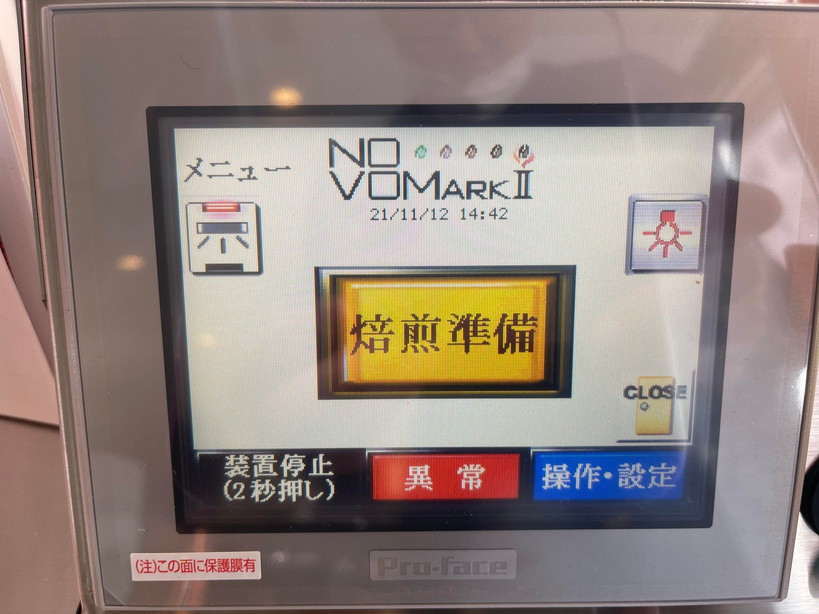 メニュー
NO
VOMARKⅡ
21/11/12 14:42
焙煎準備
CLOSE
装置停止
(2秒押し)
異常
操作・設定
(注)この面に保護膜有
Pro-face